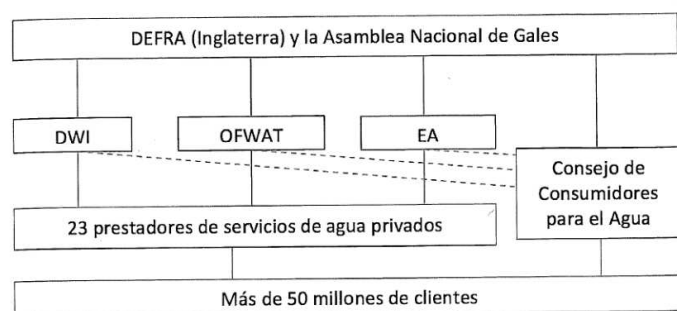 DEFRA (Inglaterra) y la Asamblea Nacional de Gales
DWI
OFWAT
EA
Consejo de
Consumidores
para el Agua
23 prestadores de servicios de agua privados
Más de 50 millones de clientes